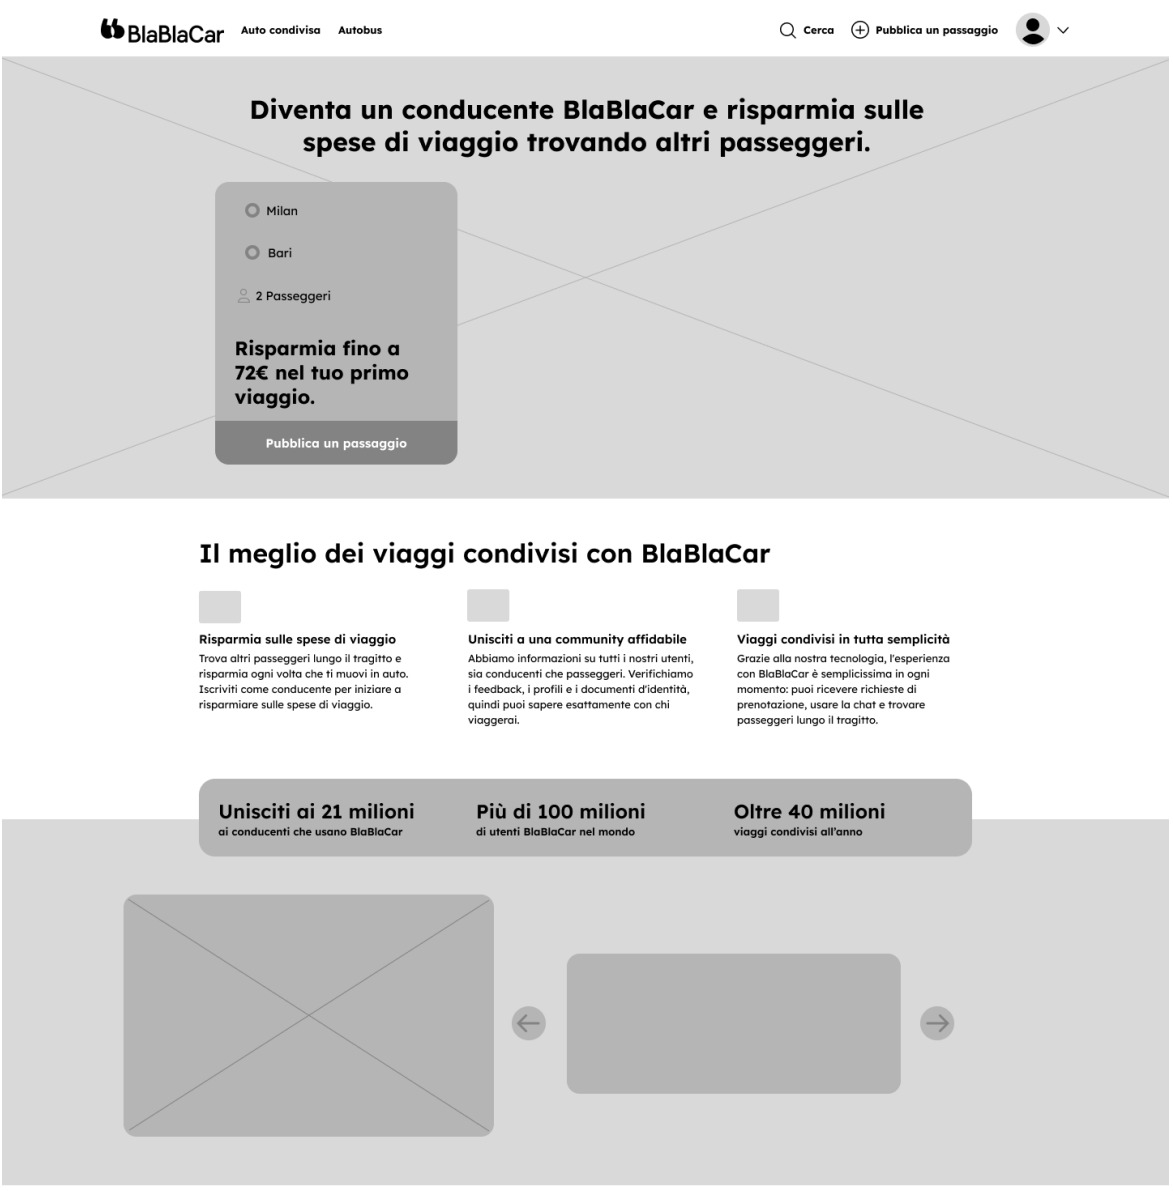 BlaBlaCar Auto condivisa Autobus Cerca Pubblica un passaggio
Diventa un conducente BlaBlaCar e risparmia sulle
spese di viaggio trovando altri passeggeri.
Milan
Bari
2 Passeggeri
Risparmia fino a
72€ nel tuo primo
viaggio.
Pubblica un passaggio
Il meglio dei viaggi condivisi con BlaBlaCar
Risparmia sulle spese di viaggio
Trova altri passeggeri lungo il tragitto e
risparmia ogni volta che ti muovi in auto.
Iscriviti come conducente per iniziare a
risparmiare sulle spese di viaggio.
Unisciti a una community affidabile
Abbiamo informazioni su tutti i nostri utenti,
sia conducenti che passeggeri. Verifichiamo
i feedback, i profili e i documenti d'identità,
quindi puoi sapere esattamente con chi
viaggerai.
Viaggi condivisi in tutta semplicità
Grazie alla nostra tecnologia, l'esperienza
con BlaBlaCar è semplicissima in ogni
momento: puoi ricevere richieste di
prenotazione, usare la chat e trovare
passeggeri lungo il tragitto.
Unisciti ai 21 milioni
ai conducenti che usano BlaBlaCar
Più di 100 milioni
di utenti BlaBlaCar nel mondo
Oltre 40 milioni
viaggi condivisi all'anno